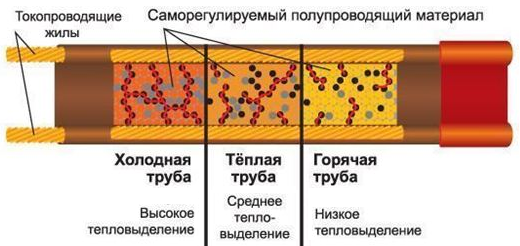 Токопроводящие
жилы
Саморегулируемый полупроводящий материал
Холодная
труба
Тёплая
труба
Горячая
труба
Высокое
тепловыделение
Среднее
тепло-
выделение
Низкое
тепловыделение